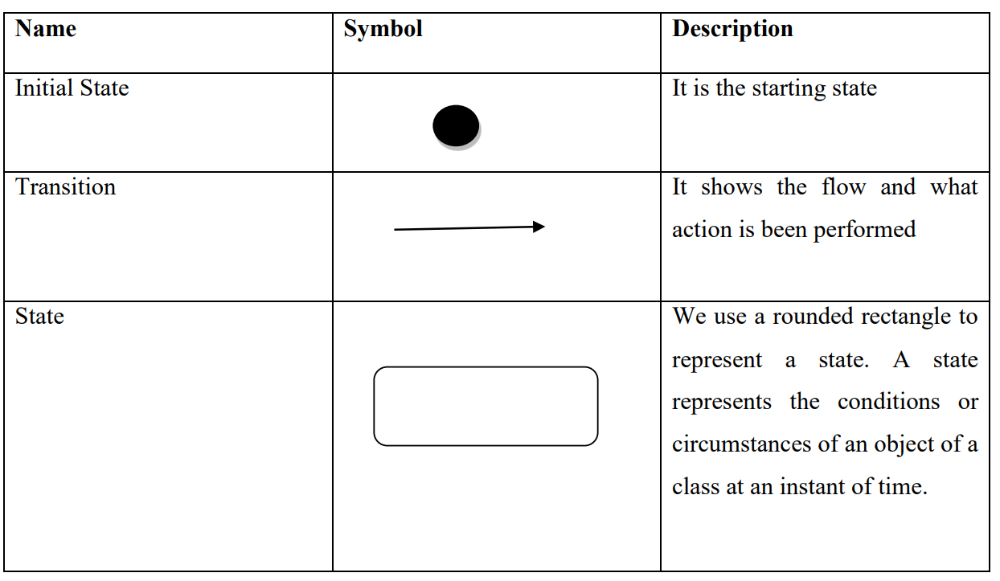 Name Symbol Description
Initial State It is the starting state
Transition It shows the flow and what
action is been performed
State We use a rounded rectangle to
represent a state. A state
represents the conditions or
circumstances of an object of a
class at an instant of time.